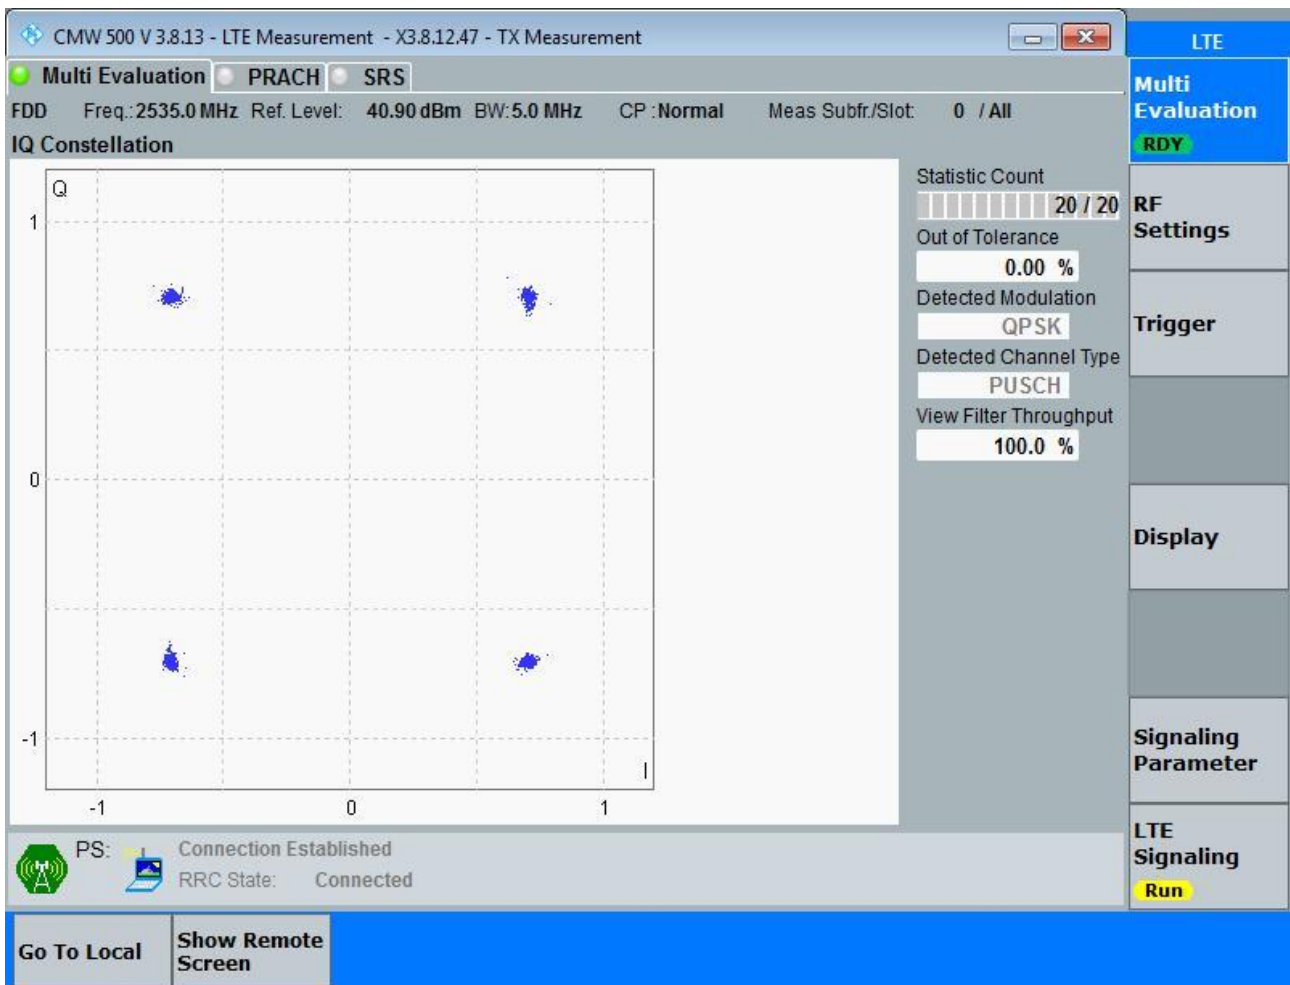 CMW 500 V 3.8.13 - LTE Measurement - X3.8.12.47 - TX Measurement
LTE
Multi Evaluation PRACH SRS
FDD Freq.: 2535.0 MHz Ref. Level: 40.90 dBm BW: 5.0 MHz CP : Normal Meas Subfr./Slot: 0 / All
IQ Constellation
Q
1
0
-1
I
-1 0 1
Statistic Count
20 / 20
Out of Tolerance
0.00 %
Detected Modulation
QPSK
Detected Channel Type
PUSCH
View Filter Throughput
100.0 %
Multi
Evaluation
RDY
RF
Settings
Trigger
Display
Signaling
Parameter
LTE
Signaling
Run
PS: Connection Established
RRC State: Connected
Go To Local
Show Remote
Screen